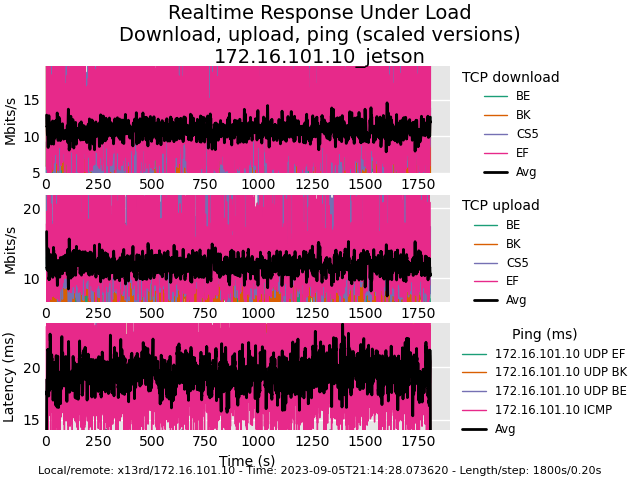 Realtime Response Under Load
Download, upload, ping (scaled versions)
172.16.101.10_jetson
TCP download
BE
BK
CS5
EF
Avg
Mbits/s
15
10
5
0 250 500 750 1000 1250 1500 1750
TCP upload
BE
BK
CS5
EF
Avg
Mbits/s
20
10
0 250 500 750 1000 1250 1500 1750
Ping (ms)
172.16.101.10 UDP EF
172.16.101.10 UDP BK
172.16.101.10 UDP BE
172.16.101.10 ICMP
Avg
Latency (ms)
20
15
0 250 500 750 1000 1250 1500 1750
Time (s)
Local/remote: x13rd/172.16.101.10 - Time: 2023-09-05T21:14:28.073620 - Length/step: 1800s/0.20s